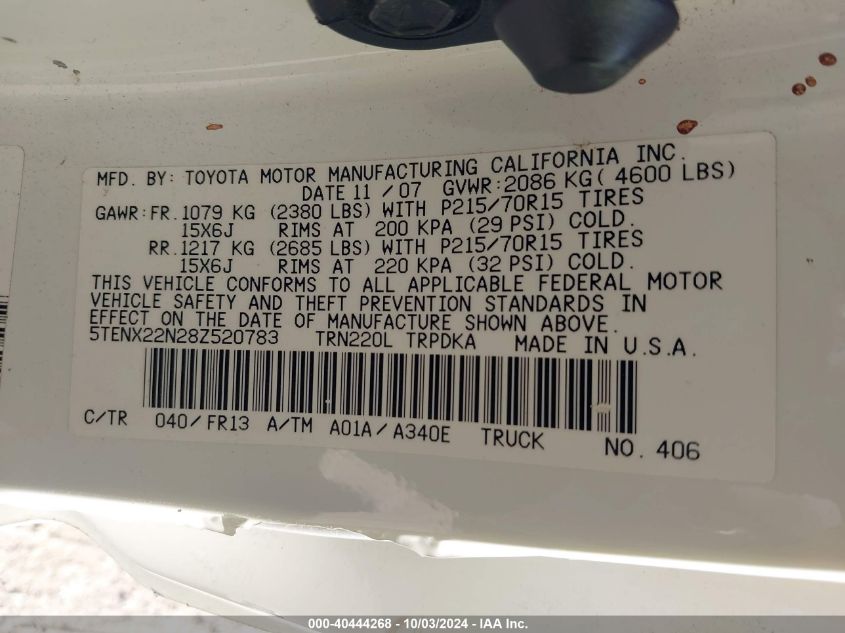 MFD. BY: TOYOTA MOTOR MANUFACTURING CALIFORNIA INC.
DATE 11 / 07 GVWR:2086 KG( 4600 LBS)
GAWR:FR.1079 KG (2380 LBS) WITH P215/70R15 TIRES
15X6J RIMS AT 200 KPA (29 PSI) COLD.
RR.1217 KG (2685 LBS) WITH P215/70R15 TIRES
15X6J RIMS AT 220 KPA (32 PSI) COLD.
THIS VEHICLE CONFORMS TO ALL APPLICABLE FEDERAL MOTOR
VEHICLE SAFETY AND THEFT PREVENTION STANDARDS IN
EFFECT ON THE DATE OF MANUFACTURE SHOWN ABOVE.
5TENX22N28Z520783 TRN220L TRPDKA MADE IN U.S.A.
C/TR 040/FR13 A/TM A01A/A340E TRUCK NO. 406
000-40444268 - 10/03/2024 - IAA Inc.